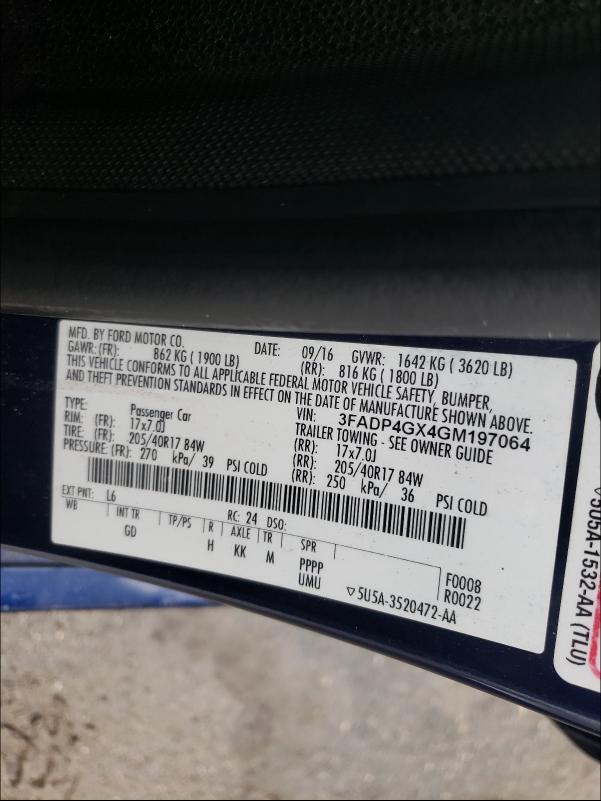 MFD. BY FORD MOTOR CO. DATE: 09/16 GVWR: 1642 KG ( 3620 LB)
GAWR: (FR): 862 KG ( 1900 LB) (RR): 816 KG ( 1800 LB)
THIS VEHICLE CONFORMS TO ALL APPLICABLE FEDERAL MOTOR VEHICLE SAFETY, BUMPER,
AND THEFT PREVENTION STANDARDS IN EFFECT ON THE DATE OF MANUFACTURE SHOWN ABOVE.
VIN: 3FADP4GX4GM197064
TYPE: Passenger Car TRAILER TOWING - SEE OWNER GUIDE
RIM: (FR): 17x7.0J (RR): 17x7.0J
TIRE: (FR): 205/40R17 84W (RR): 205/40R17 84W
PRESSURE: (FR): 270 kPa/ 39 PSI COLD (RR): 250 kPa/ 36 PSI COLD
EXT PNT: L6 RC: 24 DSO:
WB INT TR TP/PS R AXLE TR SPR
GD H KK M PPPP
UMU
F0008
R0022
▽5U5A-3520472-AA
▽5U5A-1532-AA (TLU)